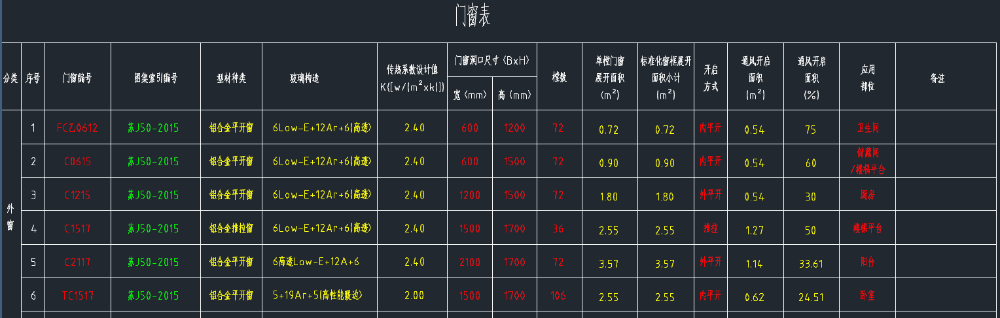 门窗表
分类 序号 门窗编号 图集索引编号 型材种类 玻璃构造 传热系数设计值 K([w/(m²xk)]) 门窗洞口尺寸〈BxH〉 宽〈mm〉 高〈mm〉 樘数 单樘门窗展开面积〈m²〉 标准化窗框展开面积小计(m²) 开启方式 通风开启面积(m²) 通风开启面积(%) 应用部位 备注
外窗
1 FCZ0612 苏J50-2015 铝合金平开窗 6Low-E+12Ar+6(高透〉 2.40 600 1200 72 0.72 0.72 内平开 0.54 75 卫生间
2 C0615 苏J50-2015 铝合金平开窗 6Low-E+12Ar+6(高透〉 2.40 600 1500 72 0.90 0.90 内平开 0.54 60 储藏间/楼梯平台
3 C1215 苏J50-2015 铝合金平开窗 6Low-E+12Ar+6(高透〉 2.40 1200 1500 72 1.80 1.80 外平开 0.54 30 厨房
4 C1517 苏J50-2015 铝合金推拉窗 6Low-E+12Ar+6(高透〉 2.40 1500 1700 36 2.55 2.55 推拉 1.27 50 楼梯平台
5 C2117 苏J50-2015 铝合金平开窗 6高透Low-E+12A+6 2.40 2100 1700 72 3.57 3.57 外平开 1.14 33.61 阳台
6 TC1517 苏J50-2015 铝合金平开窗 5+19Ar+5(高性能暖边〉 2.00 1500 1700 106 2.55 2.55 内平开 0.62 24.51 卧室